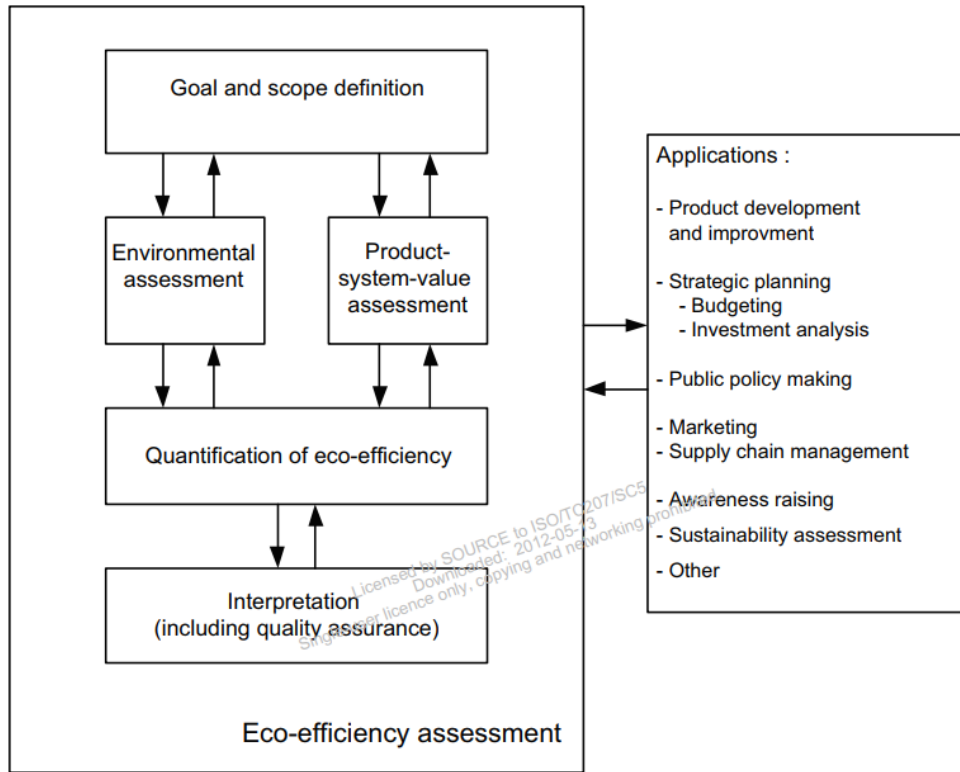 Goal and scope definition
Environmental
assessment
Product-
system-value
assessment
Quantification of eco-efficiency
Interpretation
(including quality assurance)
Eco-efficiency assessment
Applications :
- Product development
and improvment
- Strategic planning
- Budgeting
- Investment analysis
- Public policy making
- Marketing
- Supply chain management
- Awareness raising
- Sustainability assessment
- Other
Licensed by SOURCE to ISO/TC207/SC5
Downloaded: 2012-05-23
Single user licence only, copying and networking prohibited